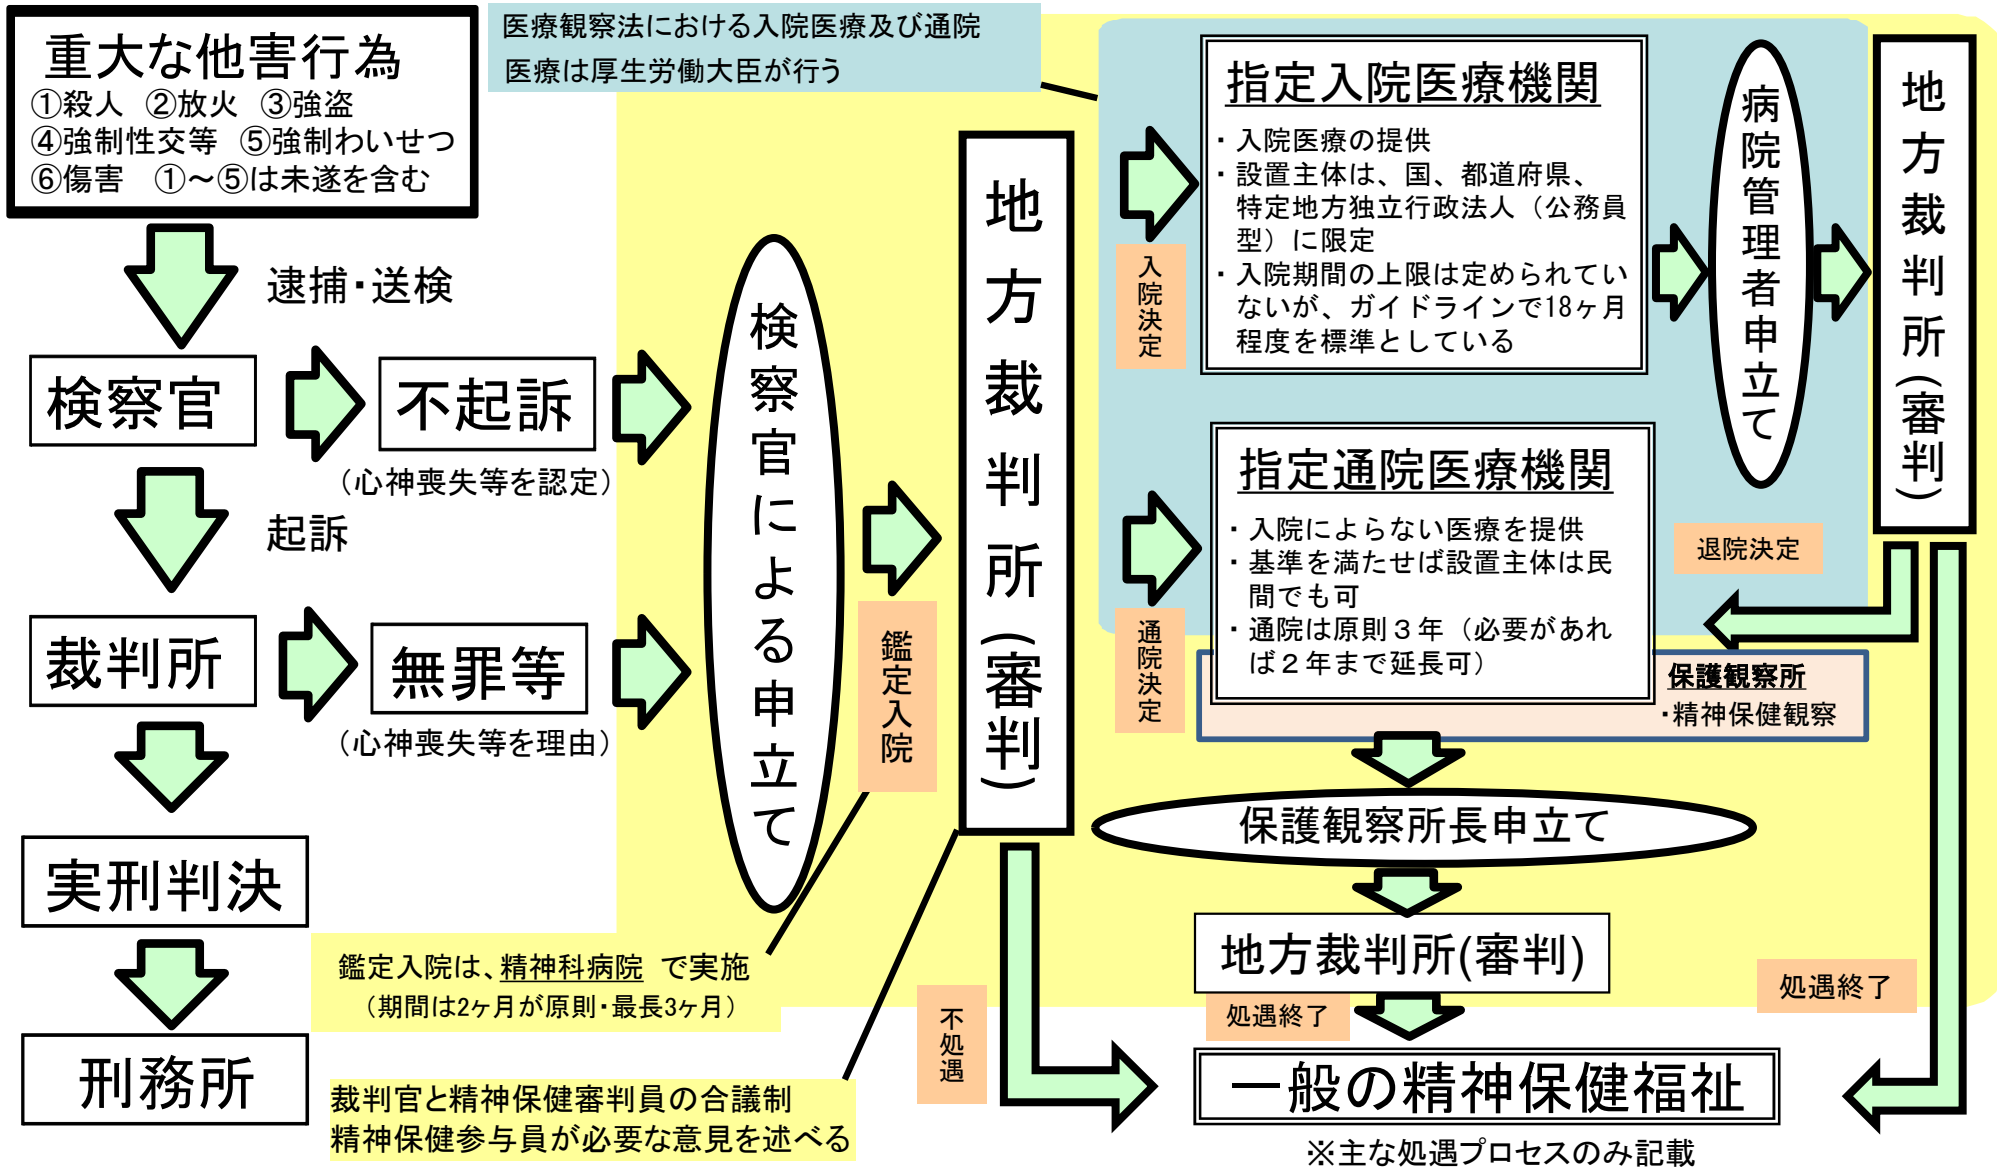 重大な他害行為
①殺人 ②放火 ③強盗
④強制性交等 ⑤強制わいせつ
⑥傷害 ①～⑤は未遂を含む
逮捕・送検
検察官
不起訴
(心神喪失等を認定)
起訴
裁判所
無罪等
(心神喪失等を理由)
実刑判決
刑務所
検察官による申立て
鑑定入院
鑑定入院は、精神科病院 で実施
(期間は2ヶ月が原則・最長3ヶ月)
地方裁判所(審判)
裁判官と精神保健審判員の合議制
精神保健参与員が必要な意見を述べる
医療観察法における入院医療及び通院
医療は厚生労働大臣が行う
入院決定
指定入院医療機関
・入院医療の提供
・設置主体は、国、都道府県、
特定地方独立行政法人（公務員
型）に限定
・入院期間の上限は定められてい
ないが、ガイドラインで18ヶ月
程度を標準としている
病院管理者申立て
地方裁判所(審判)
通院決定
指定通院医療機関
・入院によらない医療を提供
・基準を満たせば設置主体は民
間でも可
・通院は原則３年（必要があれ
ば２年まで延長可）
退院決定
保護観察所
・精神保健観察
保護観察所長申立て
地方裁判所(審判)
処遇終了
処遇終了
不処遇
一般の精神保健福祉
※主な処遇プロセスのみ記載